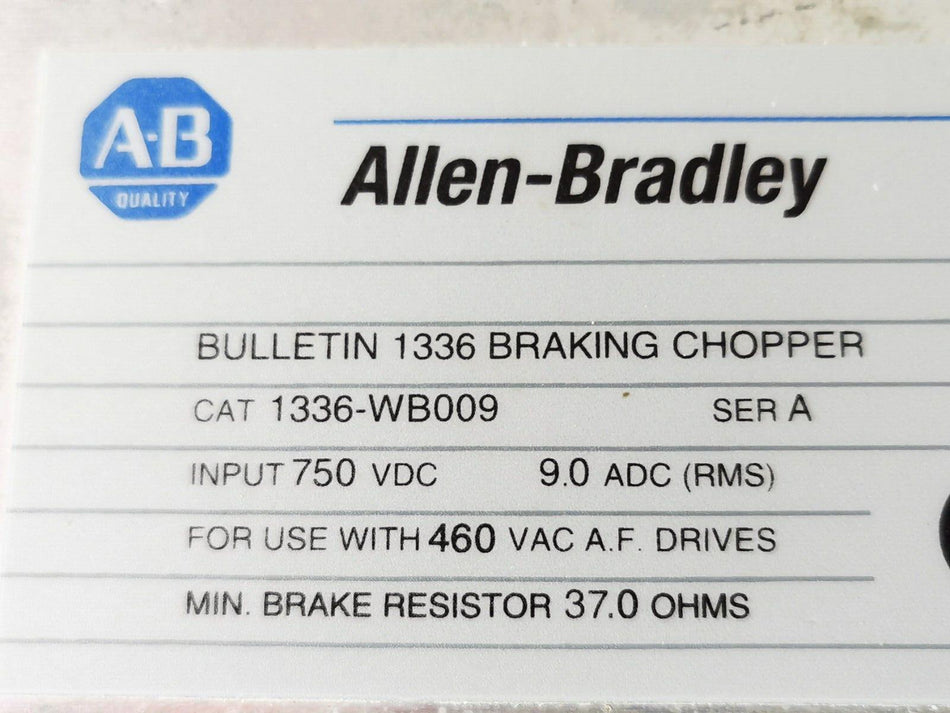 A-B
QUALITY
Allen-Bradley
BULLETIN 1336 BRAKING CHOPPER
CAT 1336-WB009 SER A
INPUT 750 VDC 9.0 ADC (RMS)
FOR USE WITH 460 VAC A.F. DRIVES
MIN. BRAKE RESISTOR 37.0 OHMS